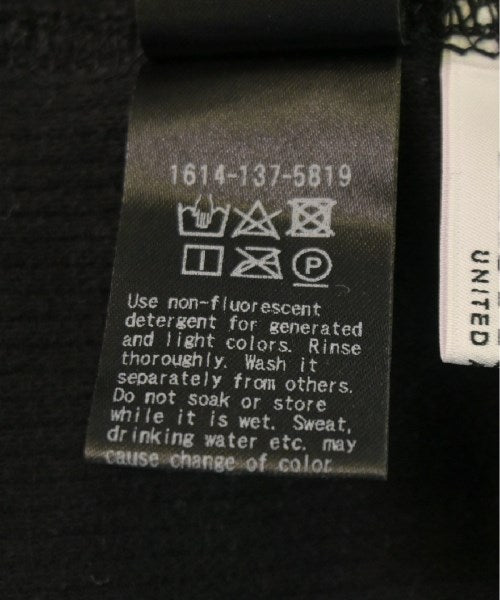 1614-137-5819
P
Use non-fluorescent
detergent for generated
and light colors. Rinse
thoroughly. Wash it
separately from others.
Do not soak or store
while it is wet. Sweat,
drinking water etc. may
cause change of color
UNITED A